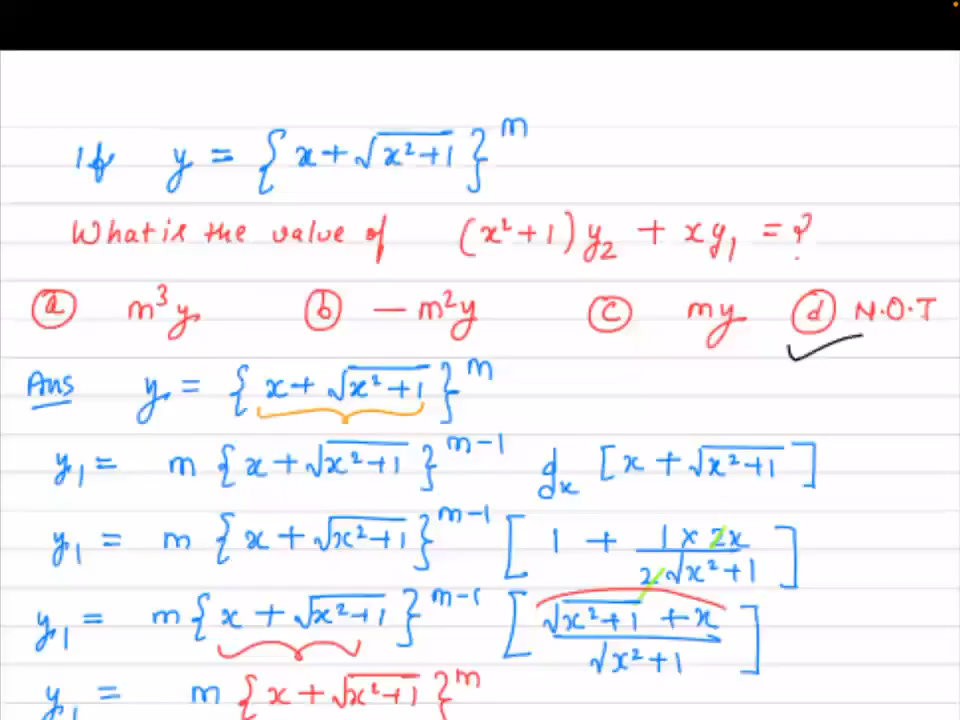 If y = {x + √x²+1}ᵐ
What is the value of (x²+1)y₂ + xy₁ = ?
ⓐ m³y ⓑ − m²y ⓒ my ⓓ N.O.T
Ans y = {x + √x²+1}ᵐ
y₁ = m {x + √x²+1}ᵐ⁻¹ dₓ [x + √x²+1]
y₁ = m {x + √x²+1}ᵐ⁻¹ [1 + 1 × 2x / 2√x²+1]
y₁ = m {x + √x²+1}ᵐ⁻¹ [√x²+1 + x / √x²+1]
y₁ = m {x + √x²+1}ᵐ